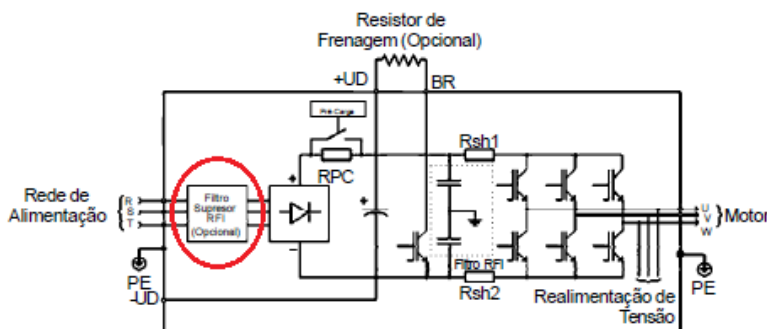 Resistor de
Frenagem (Opcional)
+UD
BR
Pré-Carga
Rsh1
RPC
Rede de
Alimentação
R
S
T
Filtro
Supresor
RFI
(Opcional)
+
-
+
U
V
W
Motor
PE
-UD
Filtro RFI
Rsh2
Realimentação de
Tensão
PE